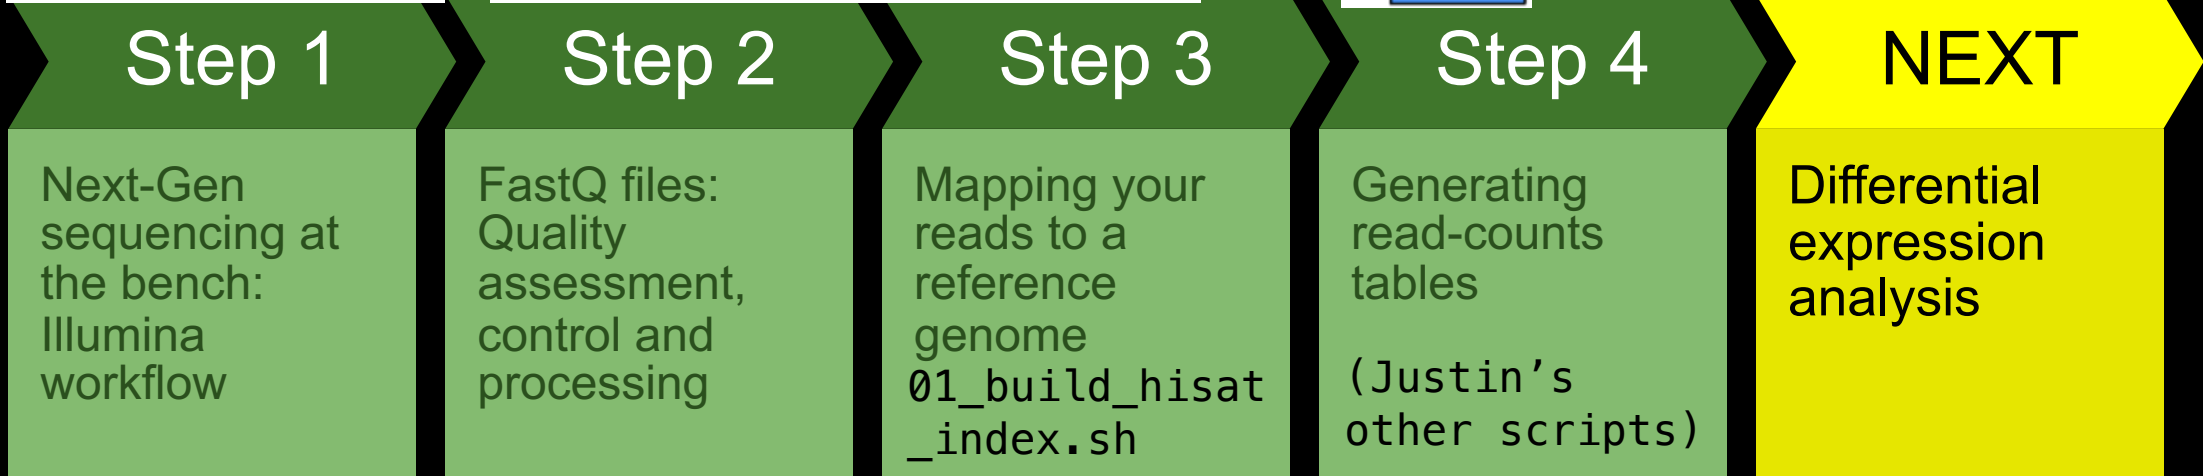 Step 1
Next-Gen
sequencing at
the bench:
Illumina
workflow
Step 2
FastQ files:
Quality
assessment,
control and
processing
Step 3
Mapping your
reads to a
reference
genome
01_build_hisat
_index.sh
Step 4
Generating
read-counts
tables
(Justin’s
other scripts)
NEXT
Differential
expression
analysis